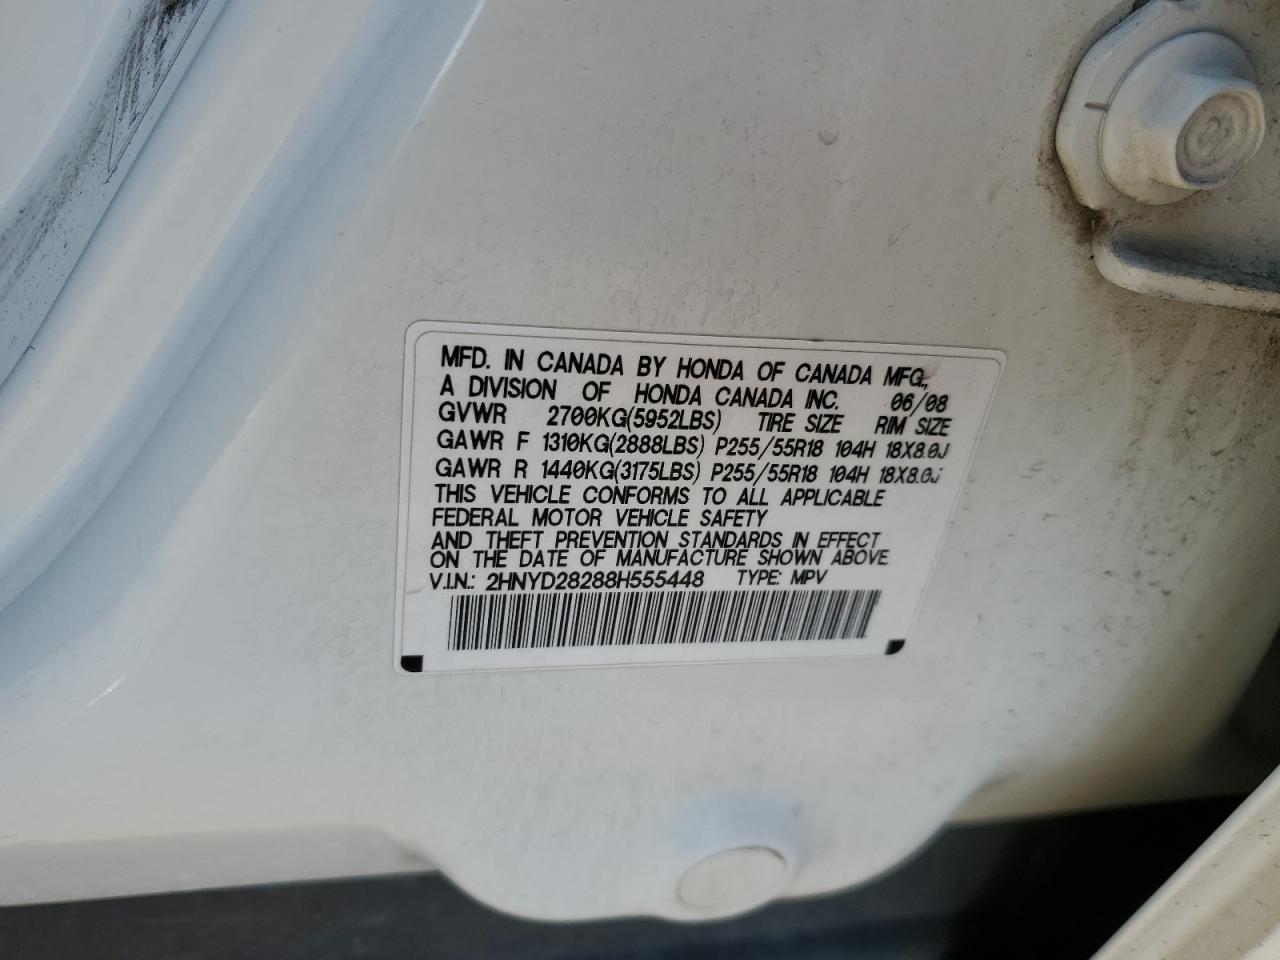 MFD. IN CANADA BY HONDA OF CANADA MFG.,
A DIVISION OF HONDA CANADA INC. 06/08
GVWR 2700KG(5952LBS) TIRE SIZE RIM SIZE
GAWR F 1310KG(2888LBS) P255/55R18 104H 18X8.0J
GAWR R 1440KG(3175LBS) P255/55R18 104H 18X8.0J
THIS VEHICLE CONFORMS TO ALL APPLICABLE
FEDERAL MOTOR VEHICLE SAFETY
AND THEFT PREVENTION STANDARDS IN EFFECT
ON THE DATE OF MANUFACTURE SHOWN ABOVE
V.I.N.: 2HNYD28288H555448 TYPE: MPV